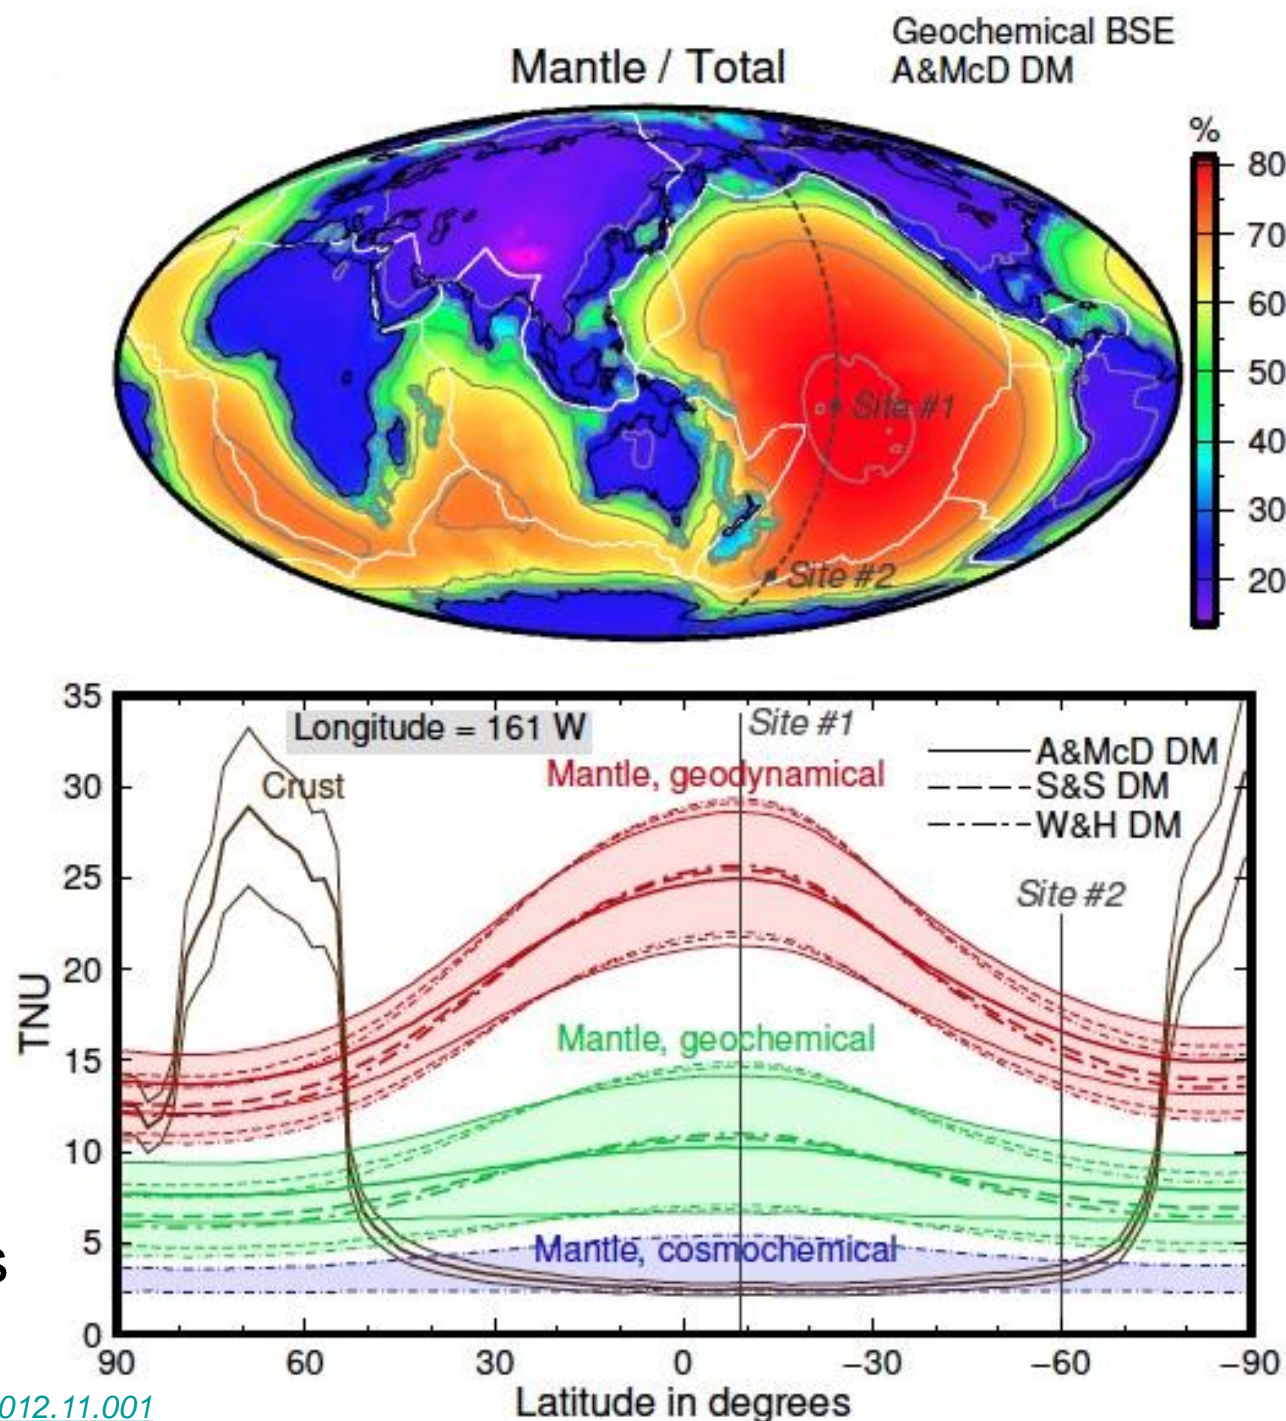 Geochemical BSE
Mantle / Total
A&McD DM
%
80
70
60
50
40
30
20
Site #1
Site #2
35
30
25
20
15
10
5
0
TNU
Longitude = 161 W
Site #1
A&McD DM
S&S DM
W&H DM
Mantle, geodynamical
Crust
Site #2
Mantle, geochemical
Mantle, cosmochemical
s
90 60 30 0 −30 −60 −90
Latitude in degrees
012.11.001